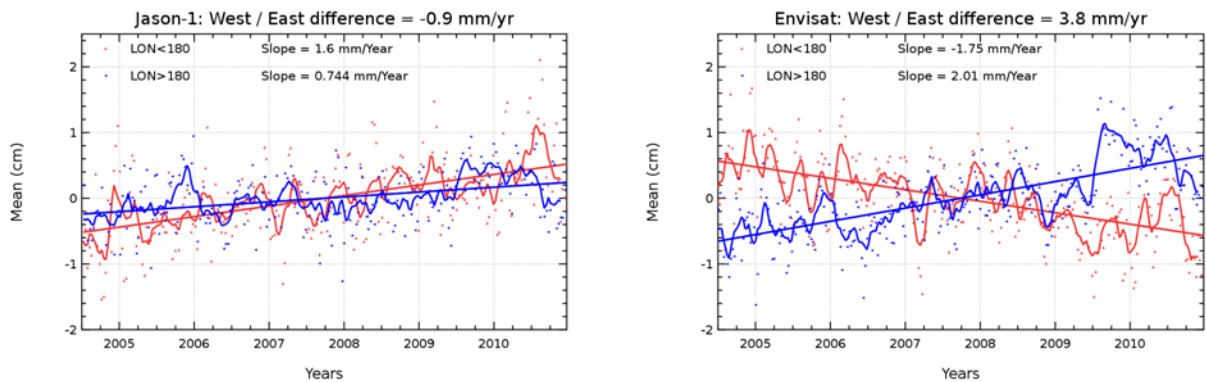 Jason-1: West / East difference = -0.9 mm/yr
LON<180 Slope = 1.6 mm/Year
LON>180 Slope = 0.744 mm/Year
2
1
0
-1
-2
Mean (cm)
2005 2006 2007 2008 2009 2010
Years
Envisat: West / East difference = 3.8 mm/yr
LON<180 Slope = -1.75 mm/Year
LON>180 Slope = 2.01 mm/Year
2
1
0
-1
-2
Mean (cm)
2005 2006 2007 2008 2009 2010
Years